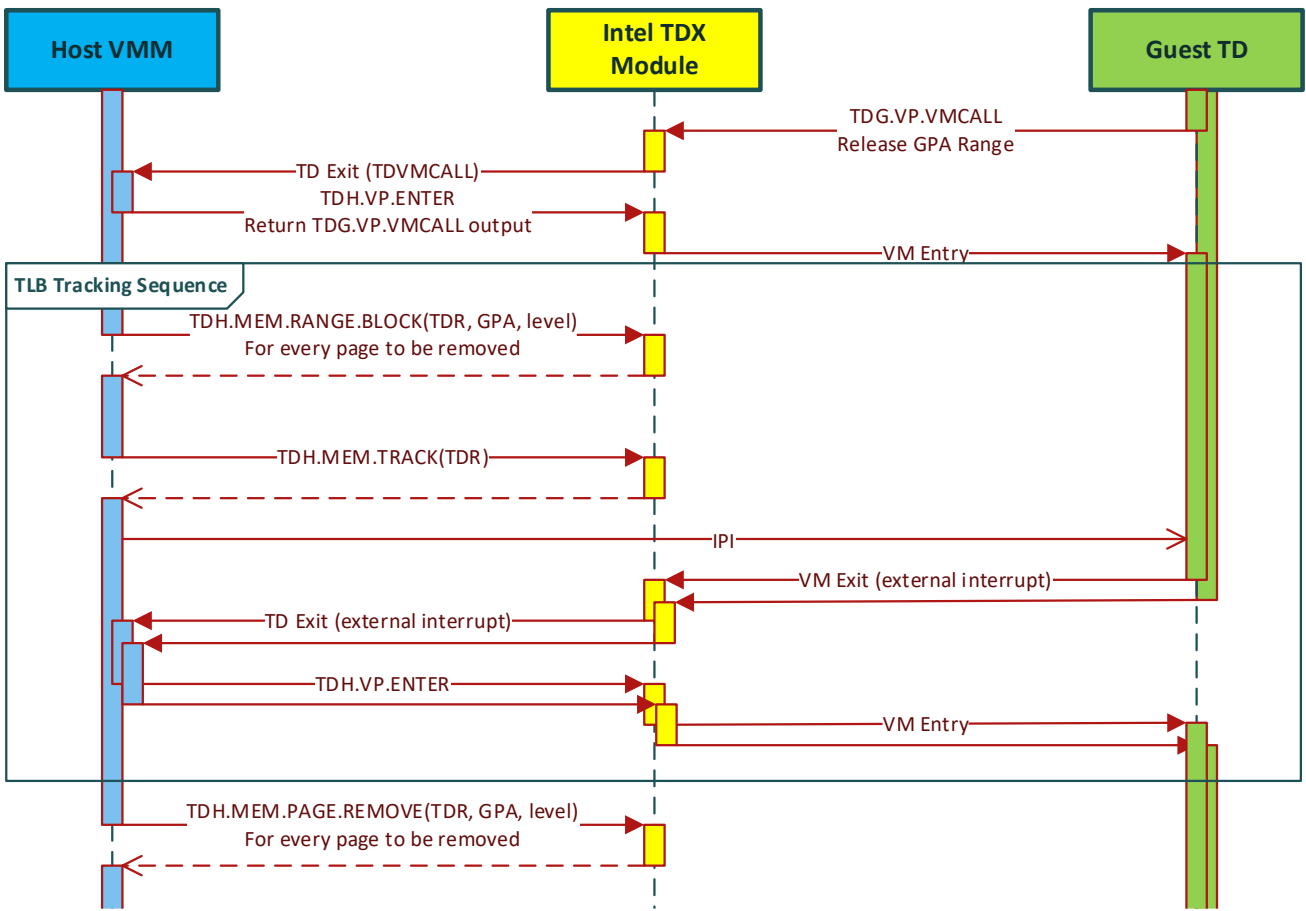 Host VMM
Intel TDX
Module
Guest TD
TDG.VP.VMCALL
Release GPA Range
TD Exit (TDVMCALL)
TDH.VP.ENTER
Return TDG.VP.VMCALL output
VM Entry
TLB Tracking Sequence
TDH.MEM.RANGE.BLOCK(TDR, GPA, level)
For every page to be removed
TDH.MEM.TRACK(TDR)
IPI
VM Exit (external interrupt)
TD Exit (external interrupt)
TDH.VP.ENTER
VM Entry
TDH.MEM.PAGE.REMOVE(TDR, GPA, level)
For every page to be removed